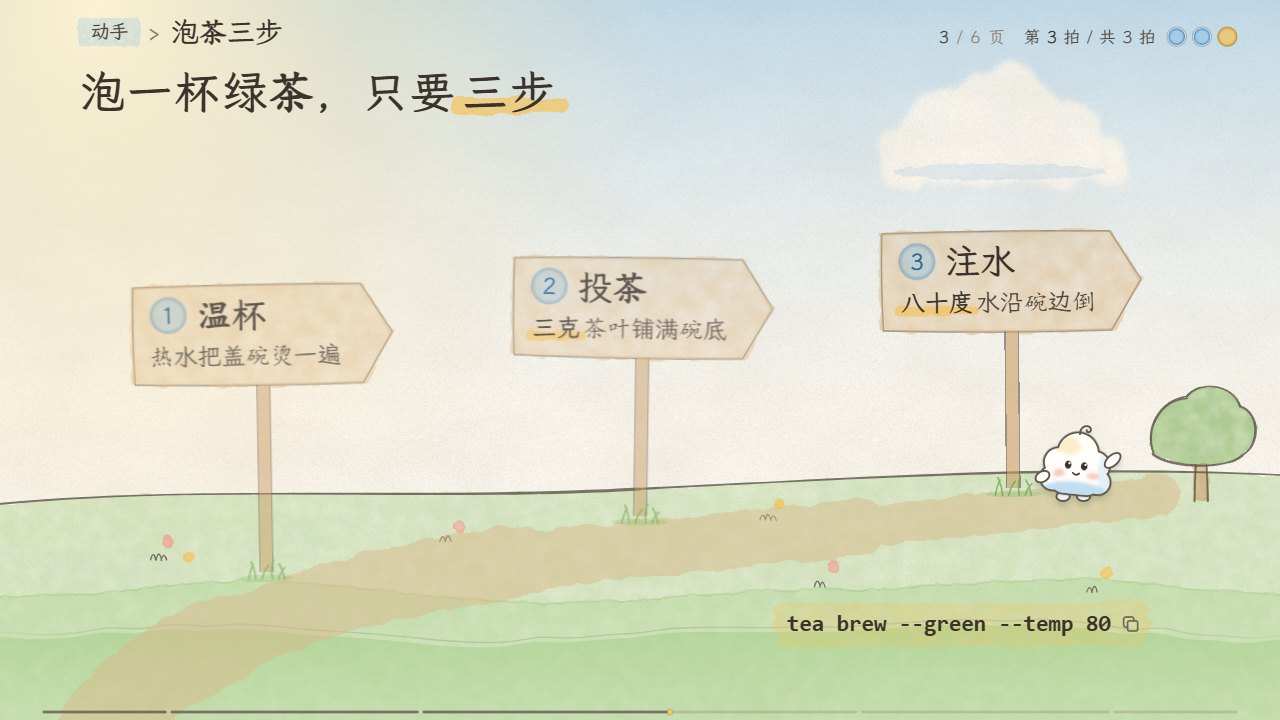 动手 > 泡茶三步
3 / 6 页 第 3 拍 / 共 3 拍
泡一杯绿茶，只要三步
1 温杯
热水把盖碗烫一遍
2 投茶
三克茶叶铺满碗底
3 注水
八十度水沿碗边倒
tea brew --green --temp 80